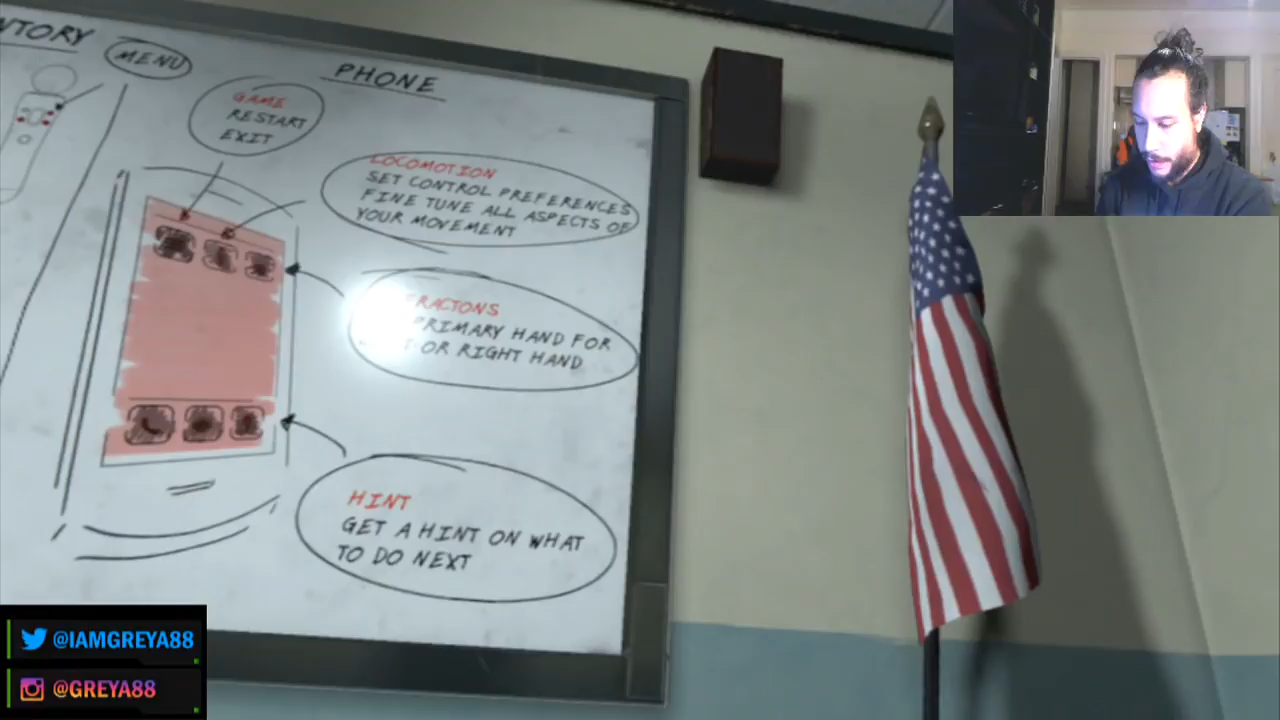 MENU
PHONE
GAME
RESTART
EXIT
LOCOMOTION
SET CONTROL PREFERENCES
FINE TUNE ALL ASPECTS OF
YOUR MOVEMENT
PRIMARY HAND FOR
OR RIGHT HAND
HINT
GET A HINT ON WHAT
TO DO NEXT
@IAMGREYA88
@GREYA88